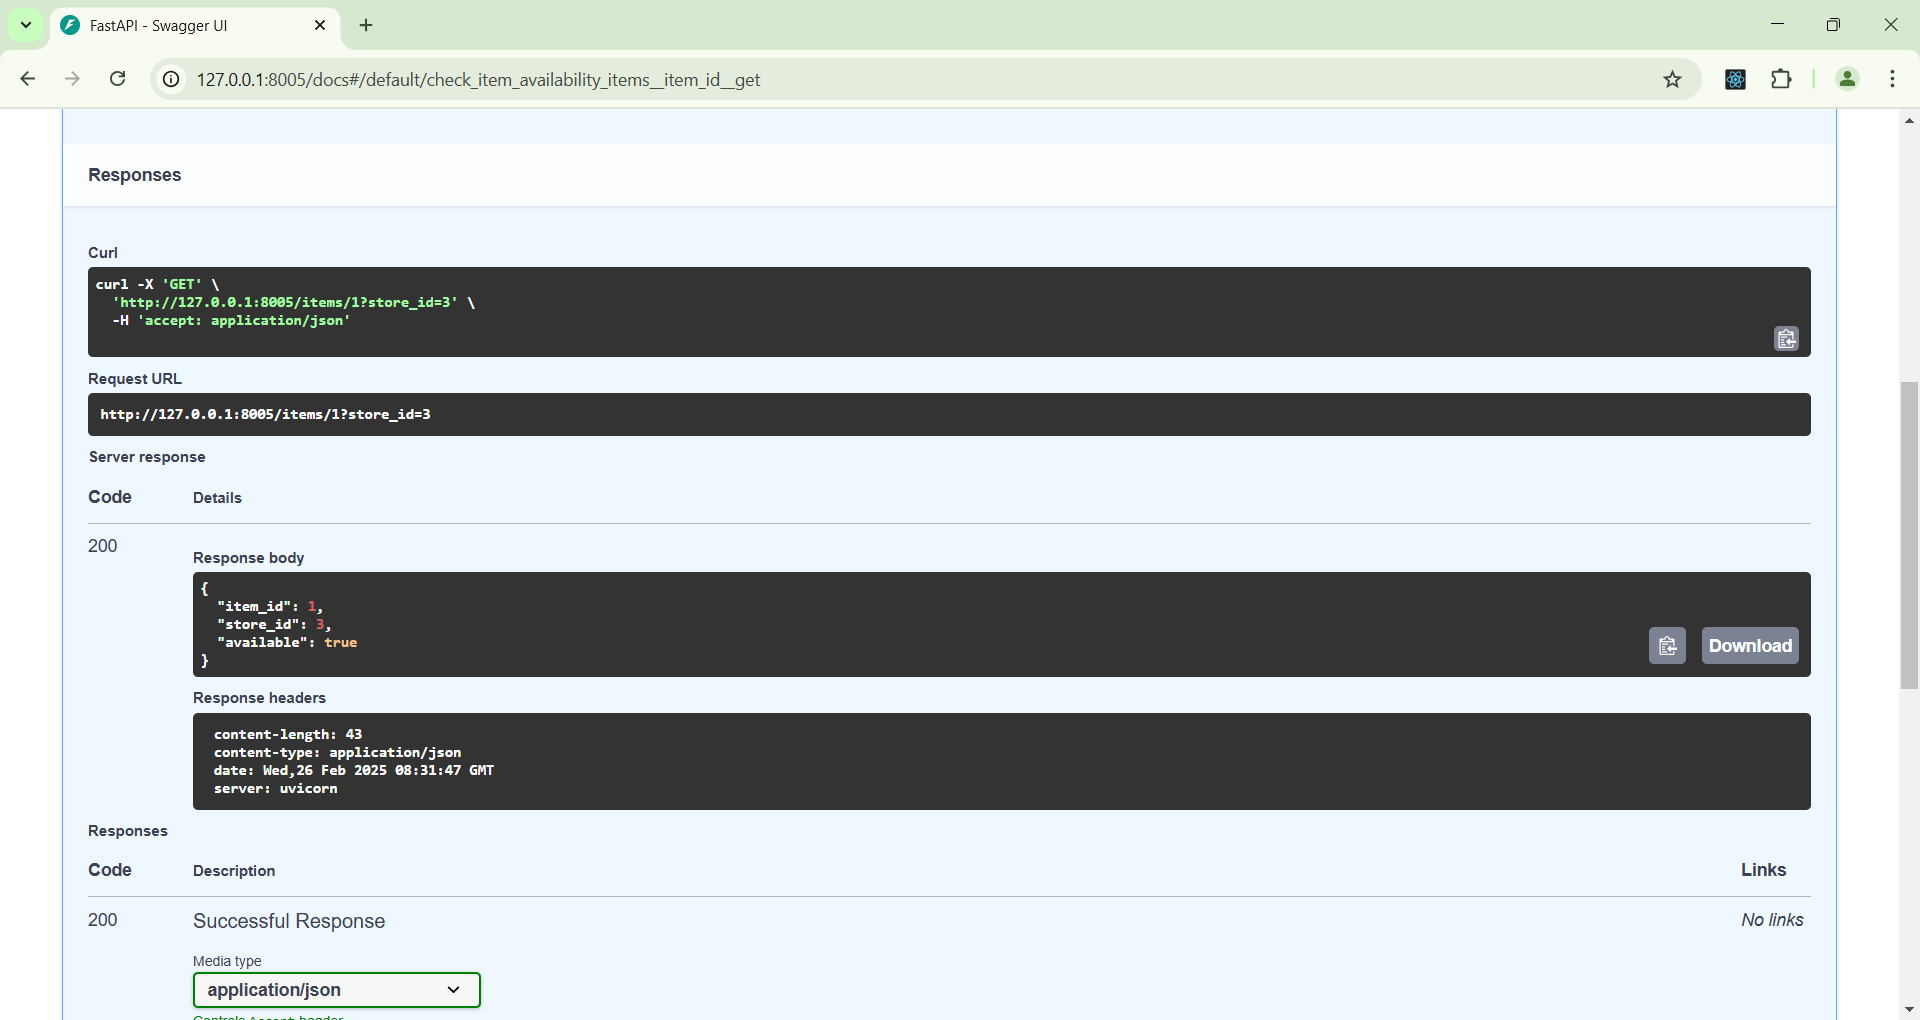 FastAPI - Swagger UI
127.0.0.1:8005/docs#/default/check_item_availability_items__item_id__get
Responses
Curl
curl -X 'GET' \
  'http://127.0.0.1:8005/items/1?store_id=3' \
  -H 'accept: application/json'
Request URL
http://127.0.0.1:8005/items/1?store_id=3
Server response
Code Details
200
Response body
{
  "item_id": 1,
  "store_id": 3,
  "available": true
}
Download
Response headers
content-length: 43
content-type: application/json
date: Wed,26 Feb 2025 08:31:47 GMT
server: uvicorn
Responses
Code Description Links
200 Successful Response No links
Media type
application/json
Controls Accept header